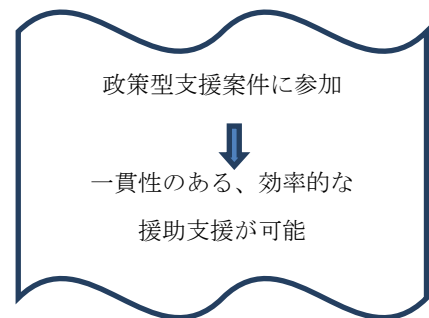 政策型支援案件に参加
一貫性のある、効率的な
援助支援が可能